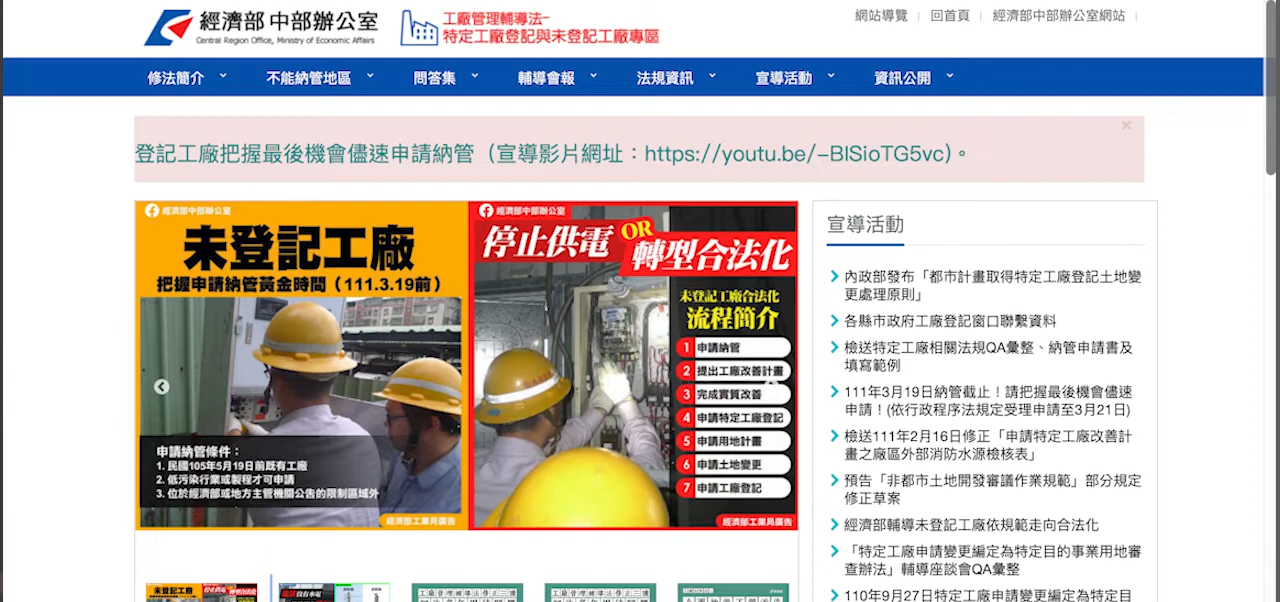 經濟部 中部辦公室
Central Region Office, Ministry of Economic Affairs
工廠管理輔導法-
特定工廠登記與未登記工廠專區
網站導覽 | 回首頁 | 經濟部中部辦公室網站 |
修法簡介 不能納管地區 問答集 輔導會報 法規資訊 宣導活動 資訊公開
×
登記工廠把握最後機會儘速申請納管（宣導影片網址：https://youtu.be/-BlSioTG5vc)。
經濟部中部辦公室
未登記工廠
把握申請納管黃金時間（111.3.19前）
申請納管條件：
1. 民國105年5月19日前既有工廠
2. 低污染行業或製程才可申請
3. 位於經濟部或地方主管機關公告的限制區域外
經濟部工業局廣告
經濟部中部辦公室
停止供電 OR
轉型合法化
未登記工廠合法化
流程簡介
1 申請納管
2 提出工廠改善計畫
3 完成實質改善
4 申請特定工廠登記
5 申請用地計畫
6 申請土地變更
7 申請工廠登記
經濟部工業局廣告
宣導活動
內政部發布「都市計畫取得特定工廠登記土地變
更處理原則」
各縣市政府工廠登記窗口聯繫資料
檢送特定工廠相關法規QA彙整、納管申請書及
填寫範例
111年3月19日納管截止！請把握最後機會儘速
申請！(依行政程序法規定受理申請至3月21日)
檢送111年2月16日修正「申請特定工廠改善計
畫之廠區外部消防水源檢核表」
預告「非都市土地開發審議作業規範」部分規定
修正草案
經濟部輔導未登記工廠依規範走向合法化
「特定工廠申請變更編定為特定目的事業用地審
查辦法」輔導座談會QA彙整
110年9月27日特定工廠申請變更編定為特定目
未登記工廠